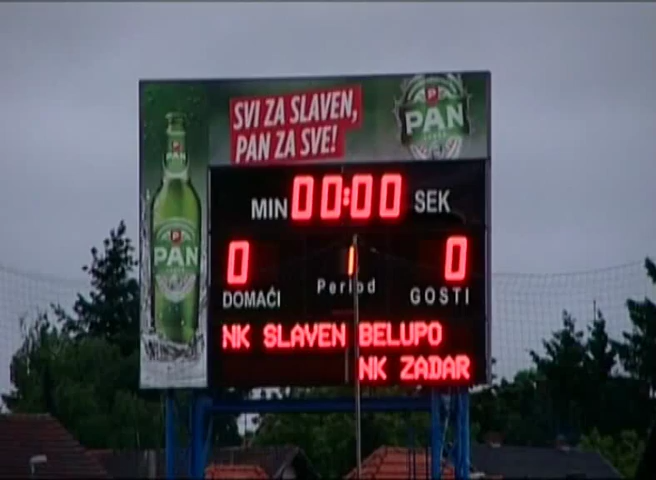 SVI ZA SLAVEN,
PAN ZA SVE!
PAN
PAN
PAN
MIN 00:00 SEK
0 1 0
DOMAĆI Period GOSTI
NK SLAVEN BELUPO
NK ZADAR